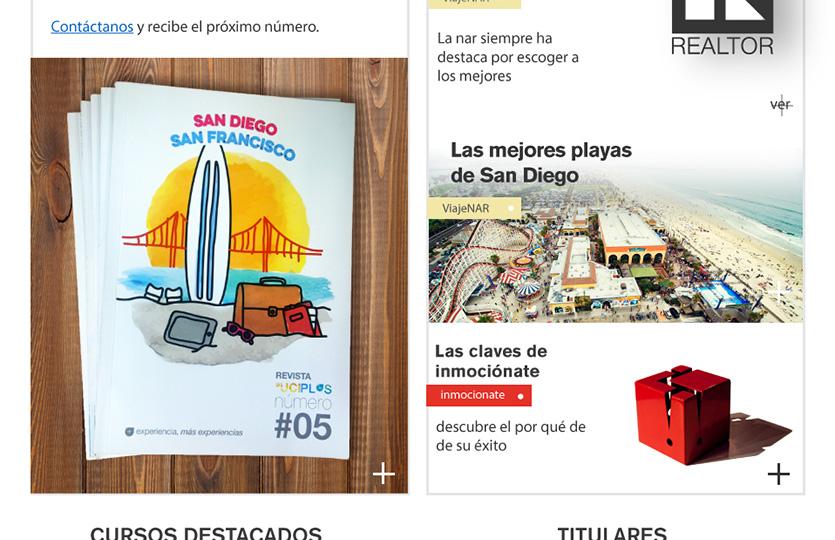 Contáctanos y recibe el próximo número.
SAN DIEGO
SAN FRANCISCO
REVISTA
número
#05
experiencia, más experiencias
ViajeNAR
La nar siempre ha
destaca por escoger a
los mejores
REALTOR
ver
Las mejores playas
de San Diego
ViajeNAR
Las claves de
inmociónate
inmocionate
descubre el por qué de
de su éxito
CURSOS DESTACADOS
TITULARES